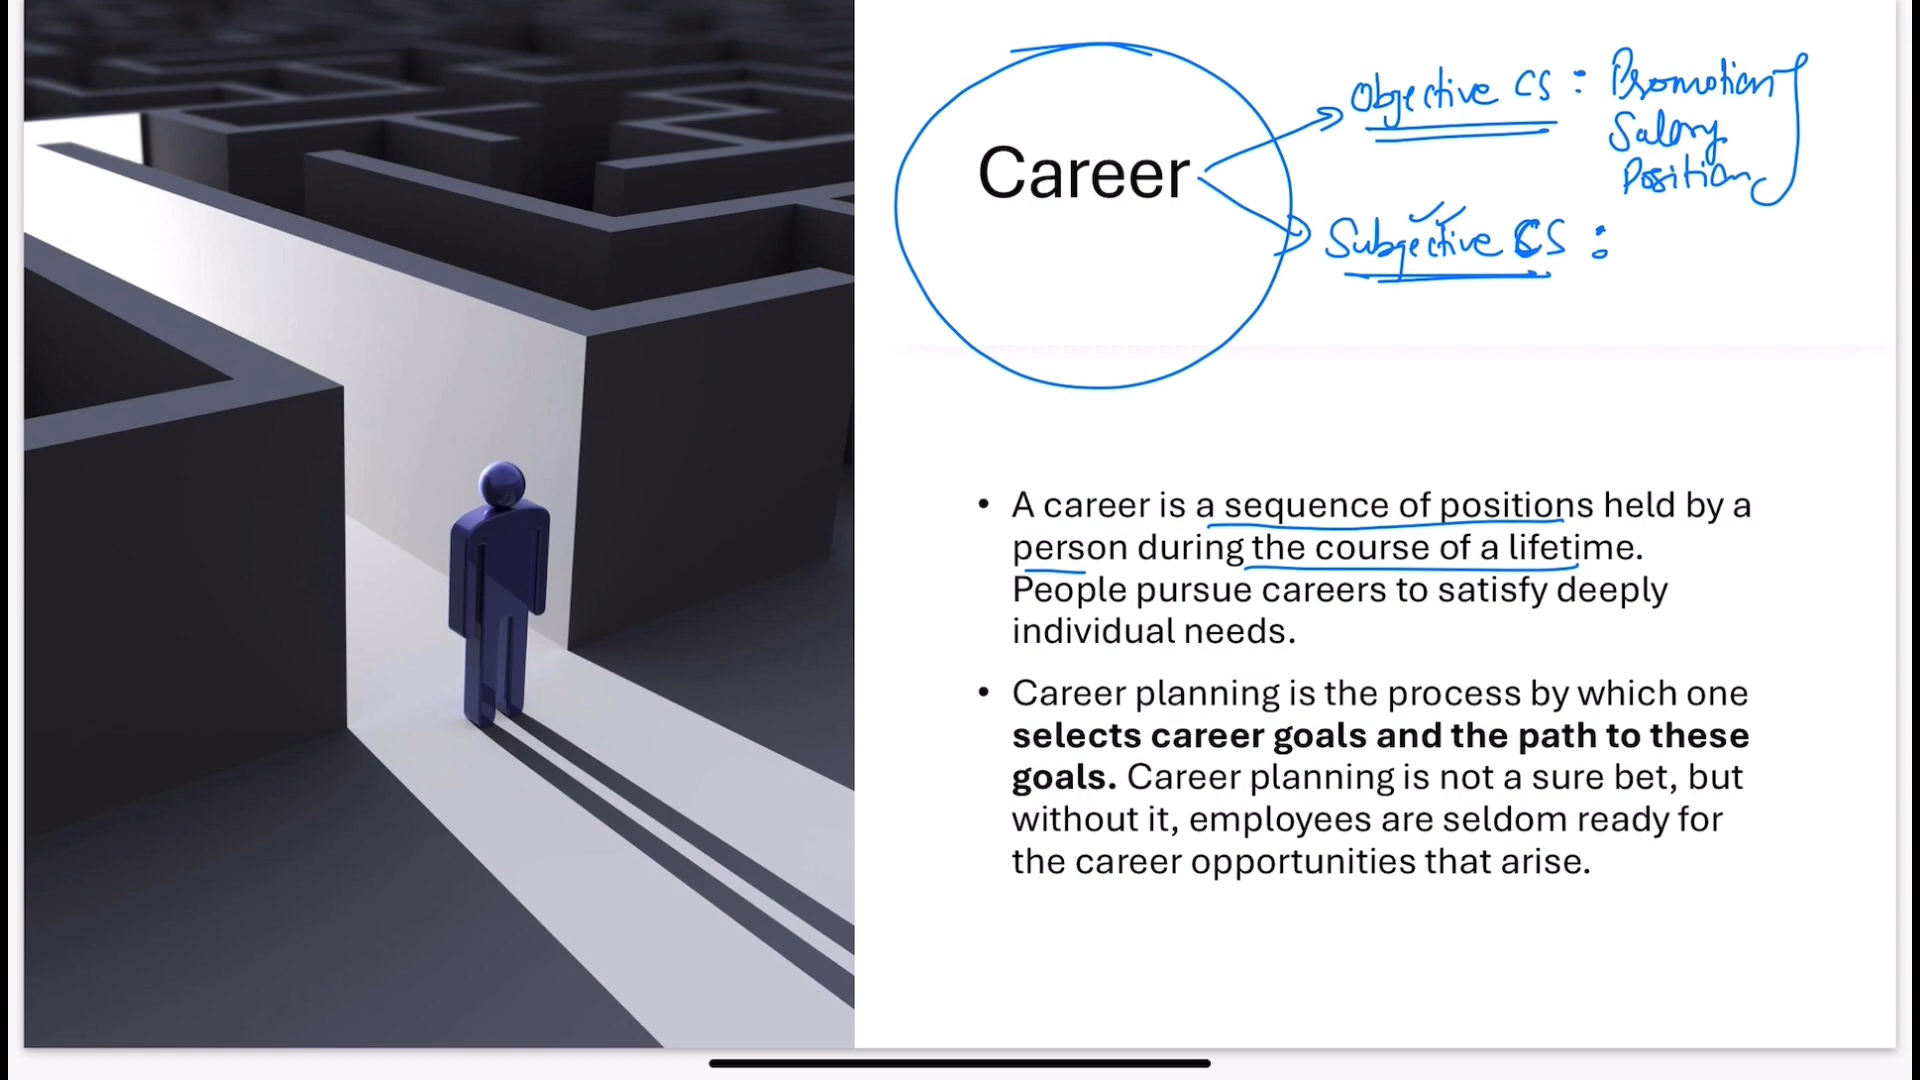 Career
Objective CS : Promotion
Salary
Position
Subjective CS :
• A career is a sequence of positions held by a
person during the course of a lifetime.
People pursue careers to satisfy deeply
individual needs.
• Career planning is the process by which one
selects career goals and the path to these
goals. Career planning is not a sure bet, but
without it, employees are seldom ready for
the career opportunities that arise.